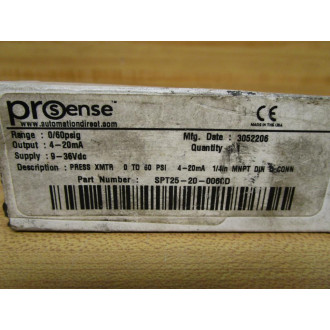 prosense™
www.automationdirect.com
CE
MADE IN THE USA
Range : 0/60psig
Mfg. Date : 3052206
Output : 4-20mA
Quantity :
Supply : 9-36Vdc
Description : PRESS XMTR 0 TO 60 PSI 4-20mA 1/4in MNPT DIN C CONN
Part Number : SPT25-20-0060D